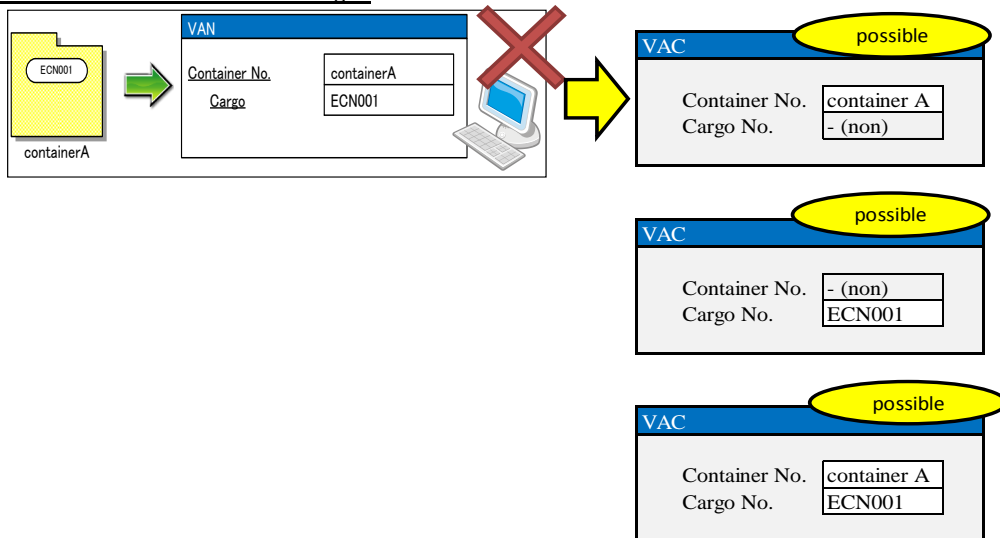 ECN001
containerA
VAN
Container No. containerA
Cargo ECN001
possible
VAC
Container No. container A
Cargo No. - (non)
possible
VAC
Container No. - (non)
Cargo No. ECN001
possible
VAC
Container No. container A
Cargo No. ECN001